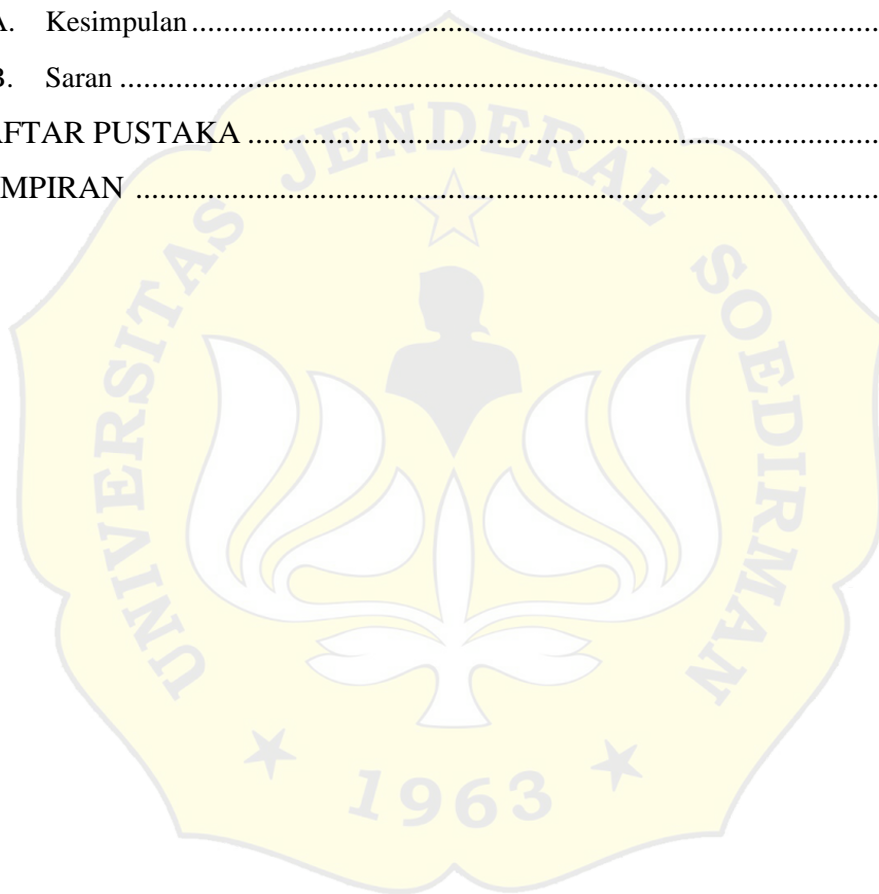 A. Kesimpulan ........................................................................................
B. Saran .................................................................................................
AFTAR PUSTAKA ...............................................................................
MPIRAN .............................................................................................
UNIVERSITAS JENDERAL SOEDIRMAN
1963